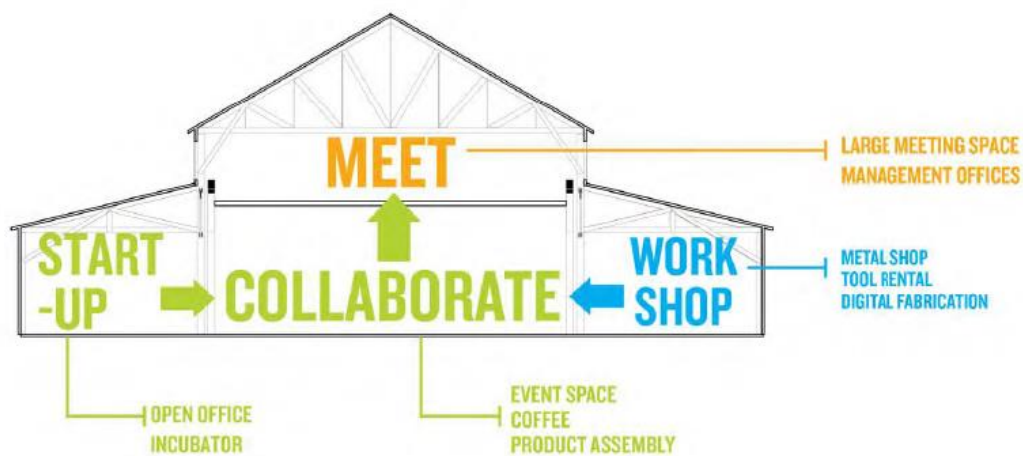 MEET
LARGE MEETING SPACE
MANAGEMENT OFFICES
START
-UP
COLLABORATE
WORK
SHOP
METAL SHOP
TOOL RENTAL
DIGITAL FABRICATION
OPEN OFFICE
INCUBATOR
EVENT SPACE
COFFEE
PRODUCT ASSEMBLY